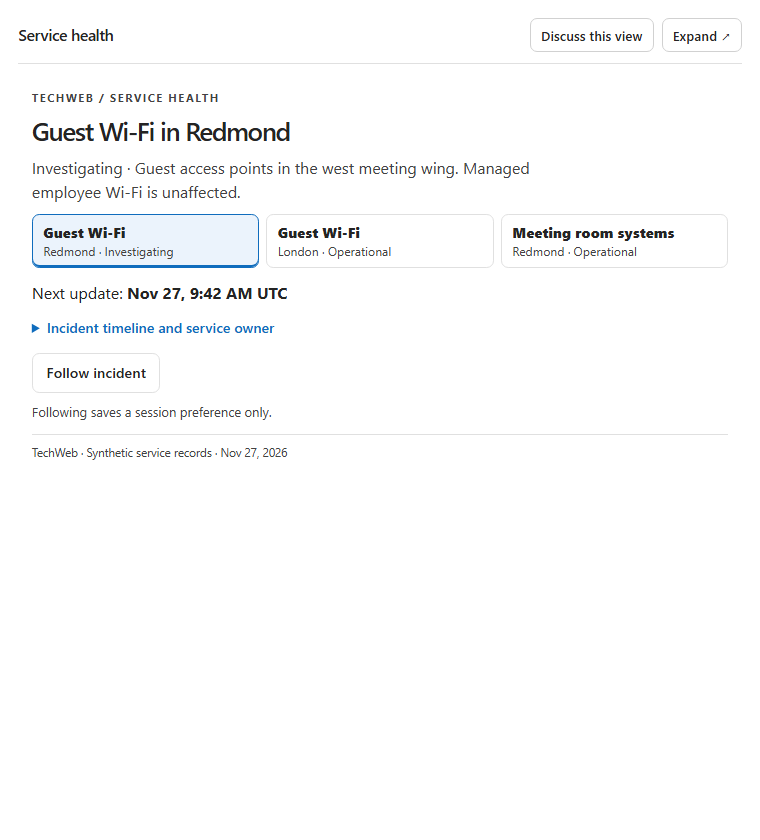 Service health
Discuss this view
Expand ↗
TECHWEB / SERVICE HEALTH
Guest Wi-Fi in Redmond
Investigating · Guest access points in the west meeting wing. Managed
employee Wi-Fi is unaffected.
Guest Wi-Fi
Redmond · Investigating
Guest Wi-Fi
London · Operational
Meeting room systems
Redmond · Operational
Next update: Nov 27, 9:42 AM UTC
Incident timeline and service owner
Follow incident
Following saves a session preference only.
TechWeb · Synthetic service records · Nov 27, 2026